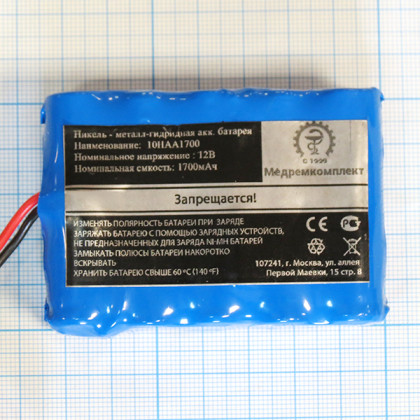 Никель - металл-гидридная акк. батарея
Наименование: 10HAA1700
Номинальное напряжение : 12В
Номинальная емкость: 1700мАч
С 1999
Медремкомплект
Запрещается!
ИЗМЕНЯТЬ ПОЛЯРНОСТЬ БАТАРЕИ ПРИ ЗАРЯДЕ
ЗАРЯЖАТЬ БАТАРЕЮ С ПОМОЩЬЮ ЗАРЯДНЫХ УСТРОЙСТВ,
НЕ ПРЕДНАЗНАЧЕННЫХ ДЛЯ ЗАРЯДА NI-MH БАТАРЕЙ
ЗАМЫКАТЬ ПОЛЮСЫ БАТАРЕИ НАКОРОТКО
ВСКРЫВАТЬ
ХРАНИТЬ БАТАРЕЮ СВЫШЕ 60 °C (140 °F)
CE
107241, г. Москва, ул. аллея
Первой Маевки, 15 стр. 8